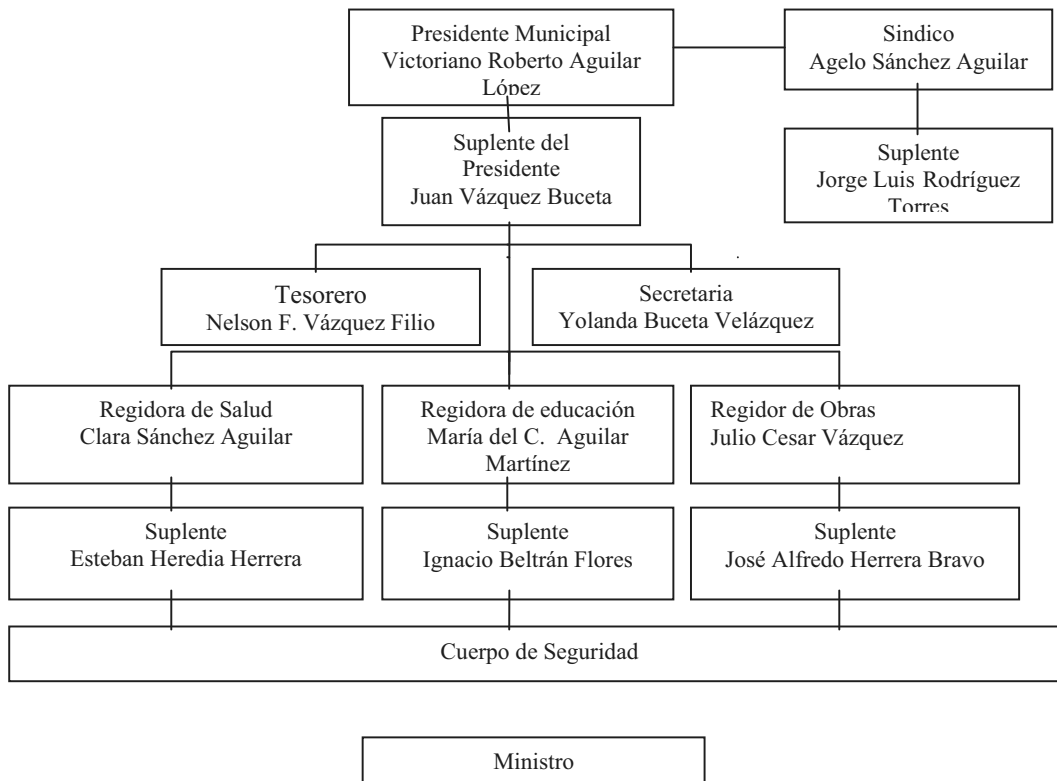 Presidente Municipal
Victoriano Roberto Aguilar
López
Sindico
Agelo Sánchez Aguilar
Suplente del
Presidente
Juan Vázquez Buceta
Suplente
Jorge Luis Rodríguez
Torres
Tesorero
Nelson F. Vázquez Filio
Secretaria
Yolanda Buceta Velázquez
Regidora de Salud
Clara Sánchez Aguilar
Regidora de educación
María del C. Aguilar
Martínez
Regidor de Obras
Julio Cesar Vázquez
Suplente
Esteban Heredia Herrera
Suplente
Ignacio Beltrán Flores
Suplente
José Alfredo Herrera Bravo
Cuerpo de Seguridad
Ministro